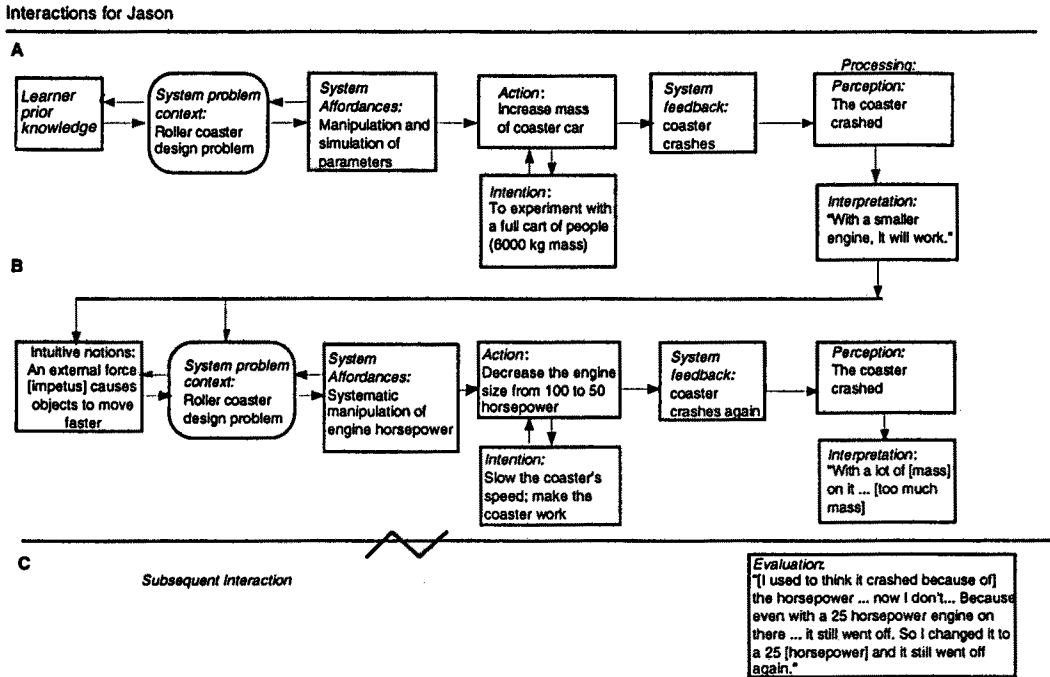 Interactions for Jason
A
Learner
prior
knowledge
System problem
context:
Roller coaster
design problem
System
Affordances:
Manipulation and
simulation of
parameters
Action:
Increase mass
of coaster car
Intention:
To experiment with
a full cart of people
(6000 kg mass)
System
feedback:
coaster
crashes
Processing:
Perception:
The coaster
crashed
Interpretation:
"With a smaller
engine, it will work."
B
Intuitive notions:
An external force
[impetus] causes
objects to move
faster
System problem
context:
Roller coaster
design problem
System
Affordances:
Systematic
manipulation of
engine horsepower
Action:
Decrease the engine
size from 100 to 50
horsepower
Intention:
Slow the coaster's
speed; make the
coaster work
System
feedback:
coaster
crashes again
Perception:
The coaster
crashed
Interpretation:
"With a lot of [mass]
on it ... [too much
mass]
C
Subsequent Interaction
Evaluation:
"[I used to think it crashed because of]
the horsepower ... now I don't... Because
even with a 25 horsepower engine on
there ... it still went off. So I changed it to
a 25 [horsepower] and it still went off
again."